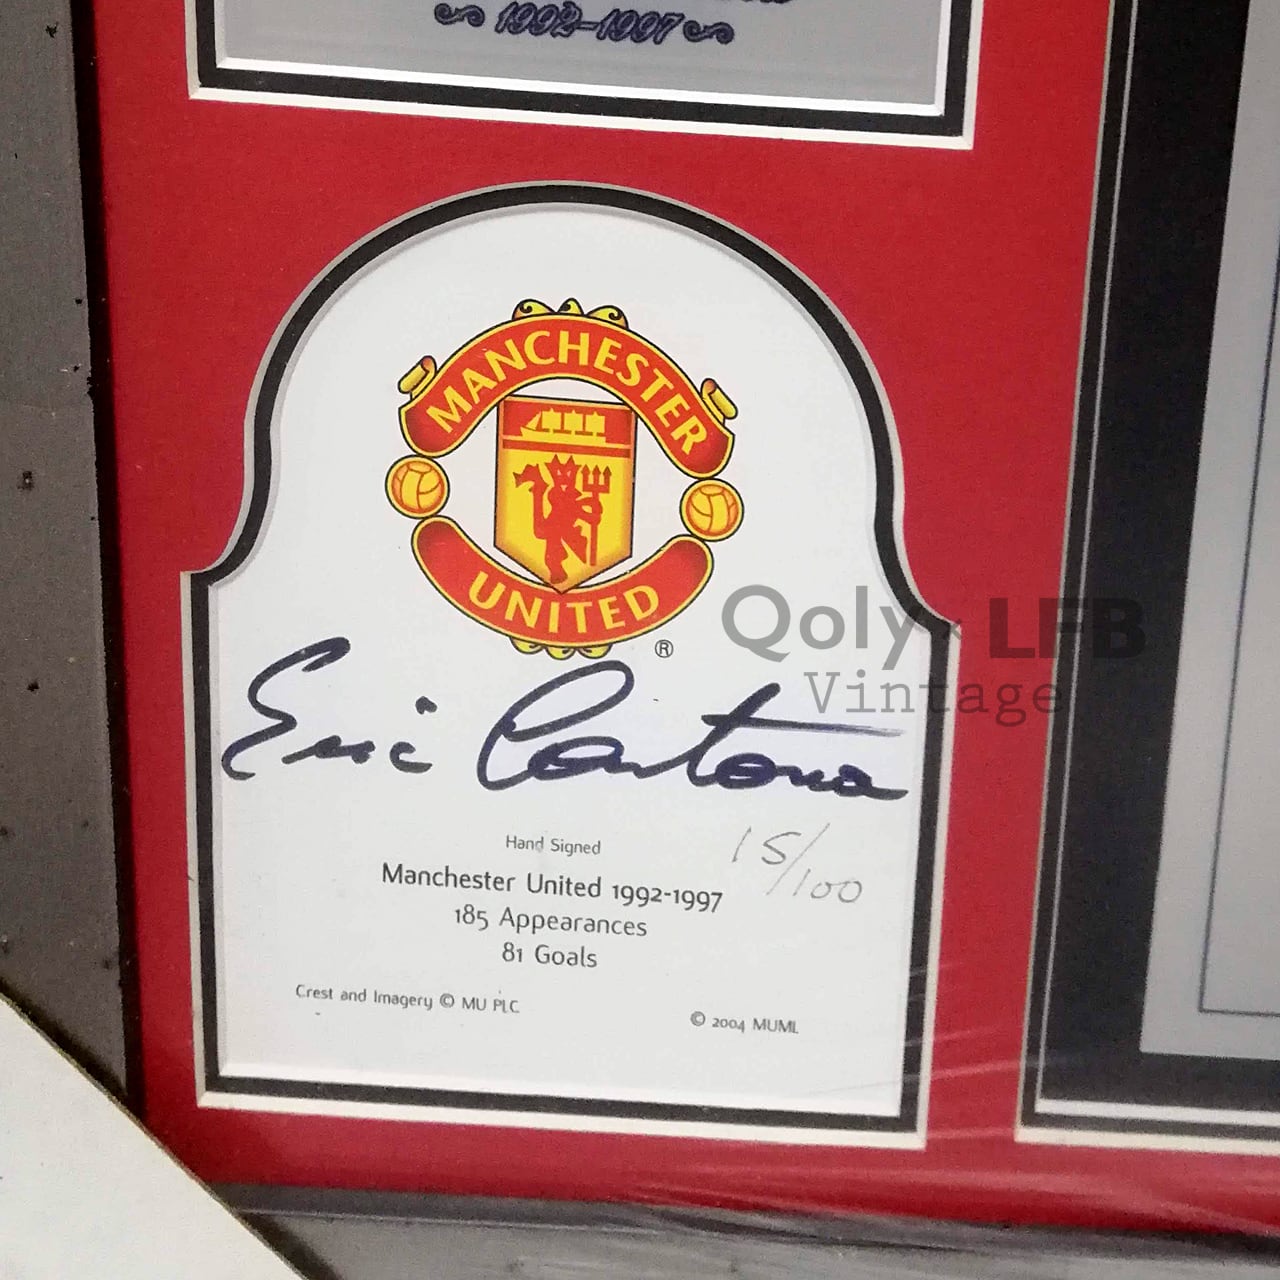 1992-1997
MANCHESTER
UNITED
®
Qoly × LFB
Vintage
Eric Cantona
15/100
Hand Signed
Manchester United 1992-1997
185 Appearances
81 Goals
Crest and Imagery © MU PLC
© 2004 MUML